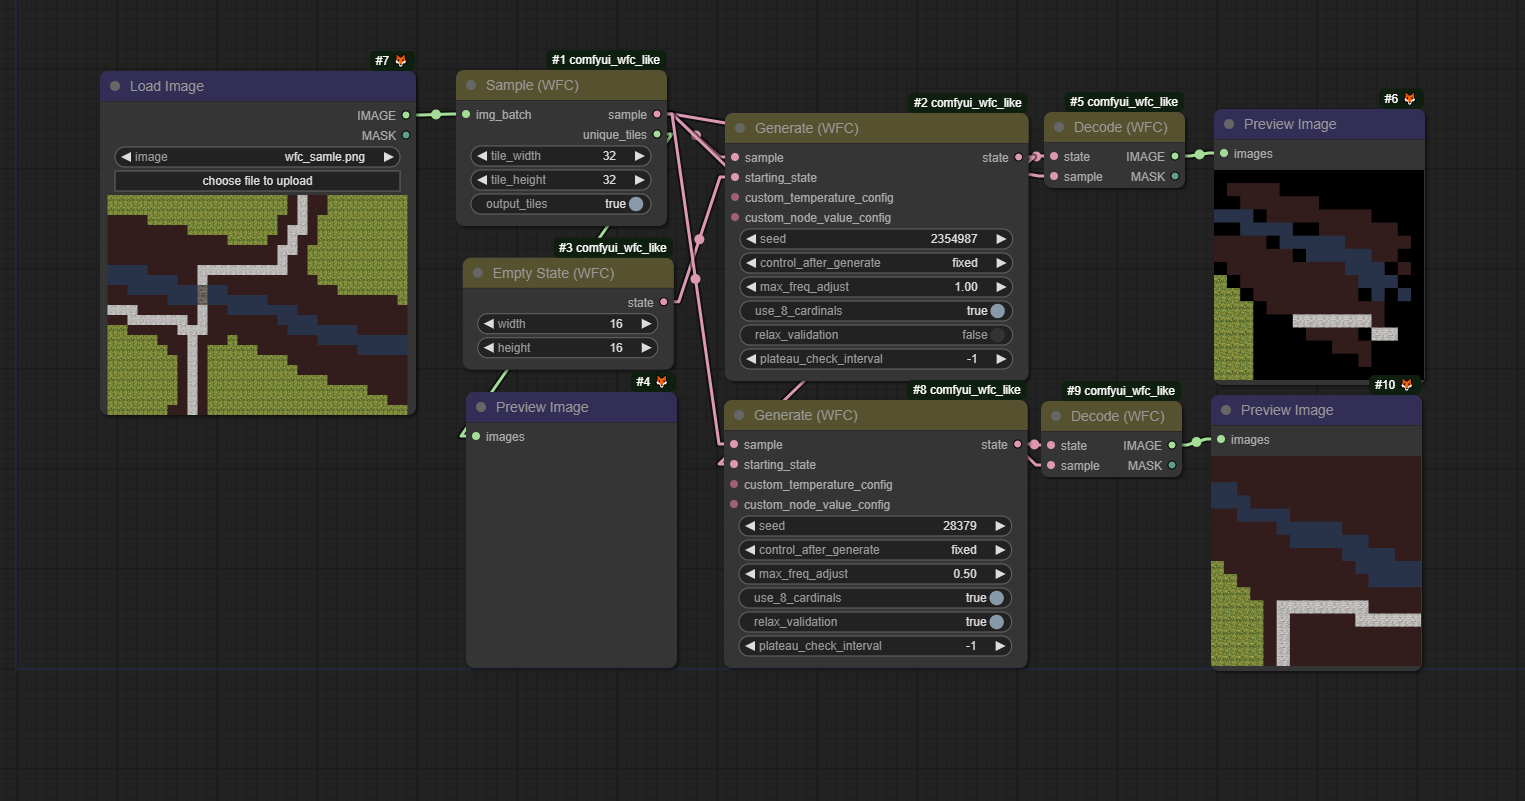 #7
Load Image
IMAGE
MASK
image wfc_samle.png
choose file to upload
#1 comfyui_wfc_like
Sample (WFC)
img_batch sample
unique_tiles
tile_width 32
tile_height 32
output_tiles true
#3 comfyui_wfc_like
Empty State (WFC)
state
width 16
height 16
#4
Preview Image
images
#2 comfyui_wfc_like
Generate (WFC)
sample state
starting_state
custom_temperature_config
custom_node_value_config
seed 2354987
control_after_generate fixed
max_freq_adjust 1.00
use_8_cardinals true
relax_validation false
plateau_check_interval -1
#8 comfyui_wfc_like
Generate (WFC)
sample state
starting_state
custom_temperature_config
custom_node_value_config
seed 28379
control_after_generate fixed
max_freq_adjust 0.50
use_8_cardinals true
relax_validation true
plateau_check_interval -1
#5 comfyui_wfc_like
Decode (WFC)
state IMAGE
sample MASK
#9 comfyui_wfc_like
Decode (WFC)
state IMAGE
sample MASK
#6
Preview Image
images
#10
Preview Image
images